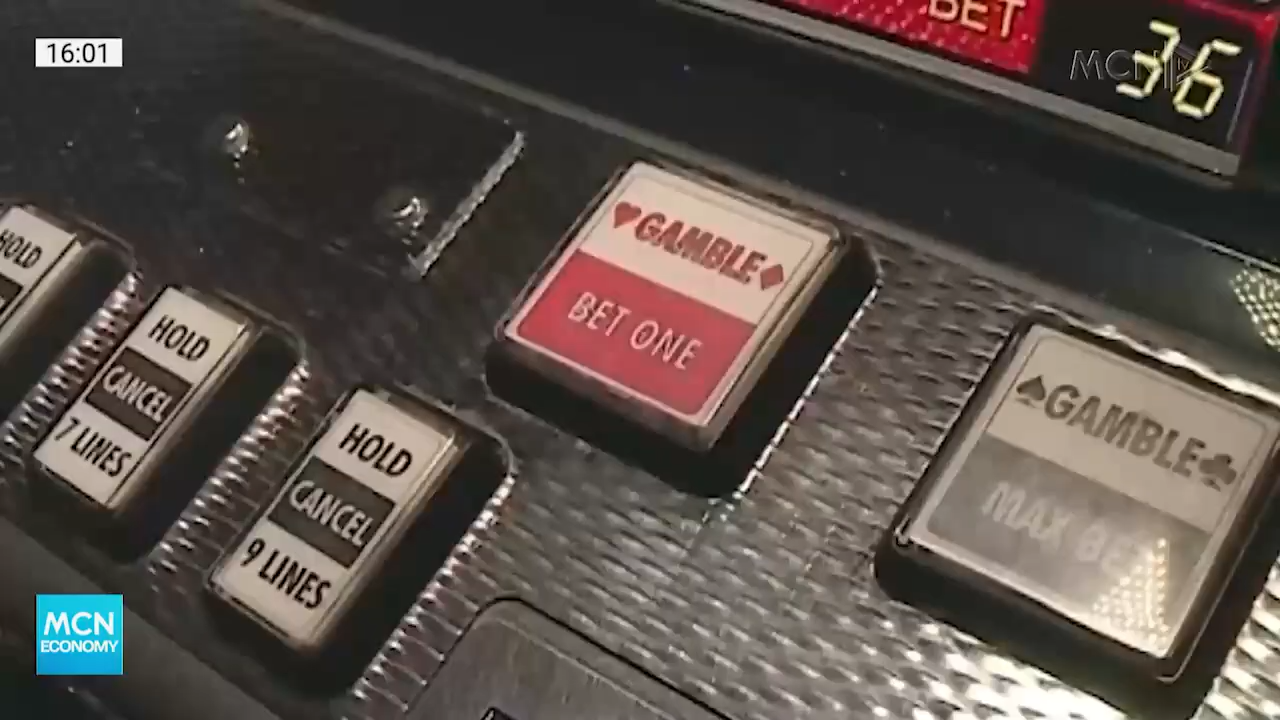 16:01
BET
36
MCN
♥GAMBLE♦
BET ONE
HOLD
HOLD
CANCEL
7 LINES
HOLD
CANCEL
9 LINES
♠GAMBLE♣
MAX BET
MCN
ECONOMY